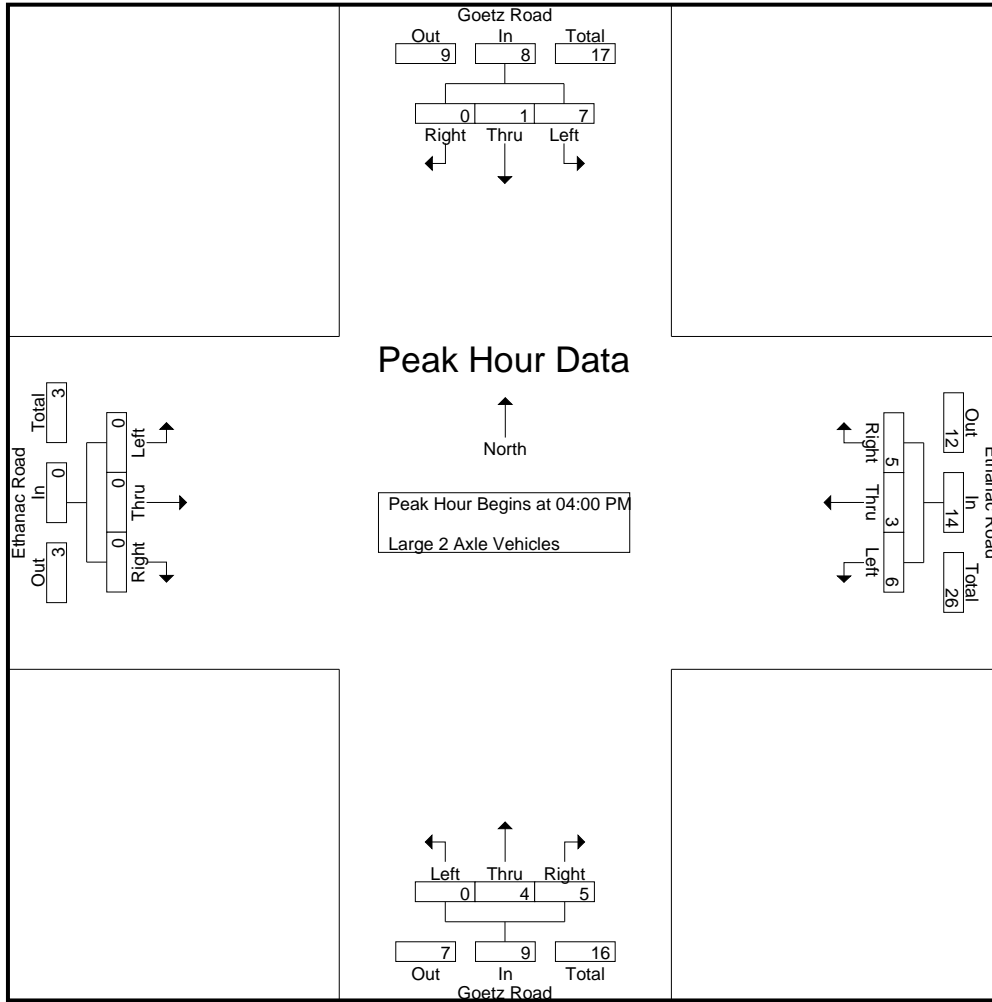 Goetz Road
Out In Total
9 8 17
0 1 7
Right Thru Left
Peak Hour Data
North
Peak Hour Begins at 04:00 PM
Large 2 Axle Vehicles
Ethanac Road
Total In Out
3 0 3
0 0 0
Left Thru Right
Ethanac Road
Out In Total
12 14 26
5 3 6
Right Thru Left
Left Thru Right
0 4 5
7 9 16
Out In Total
Goetz Road